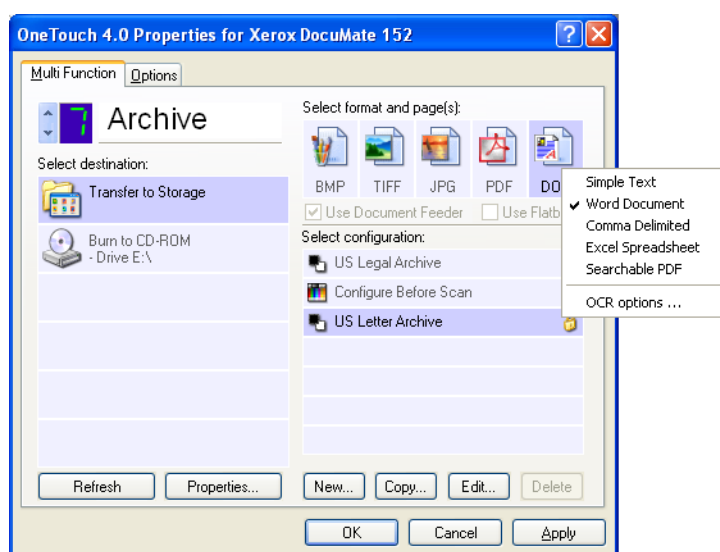 OneTouch 4.0 Properties for Xerox DocuMate 152
Multi Function
Options
7
Archive
Select destination:
Transfer to Storage
Burn to CD-ROM
- Drive E:\
Refresh
Properties...
Select format and page(s):
BMP
TIFF
JPG
PDF
DO
Use Document Feeder
Use Flatb
Select configuration:
US Legal Archive
Configure Before Scan
US Letter Archive
New...
Copy...
Edit...
Delete
Simple Text
Word Document
Comma Delimited
Excel Spreadsheet
Searchable PDF
OCR options ...
OK
Cancel
Apply